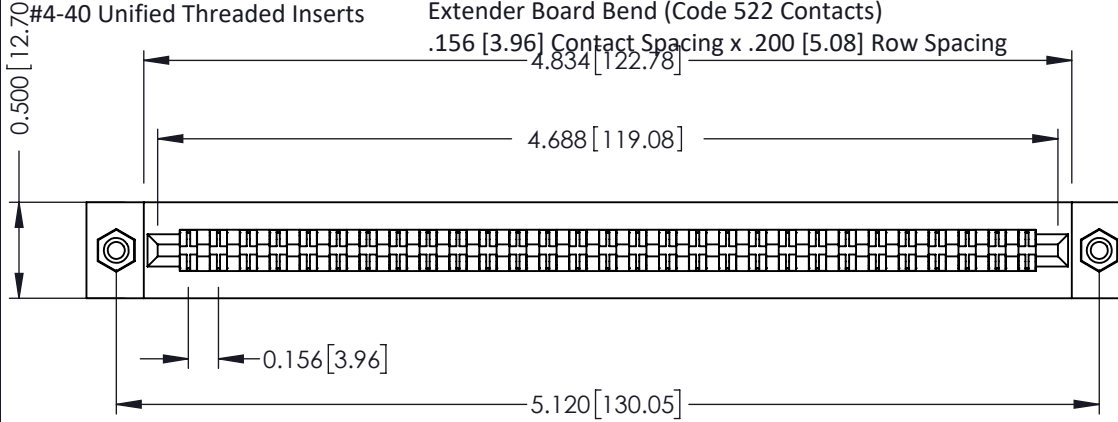 #4-40 Unified Threaded Inserts
Extender Board Bend (Code 522 Contacts)
.156 [3.96] Contact Spacing x .200 [5.08] Row Spacing
0.500 [12.70
4.834 [122.78]
4.688 [119.08]
0.156 [3.96]
5.120 [130.05]